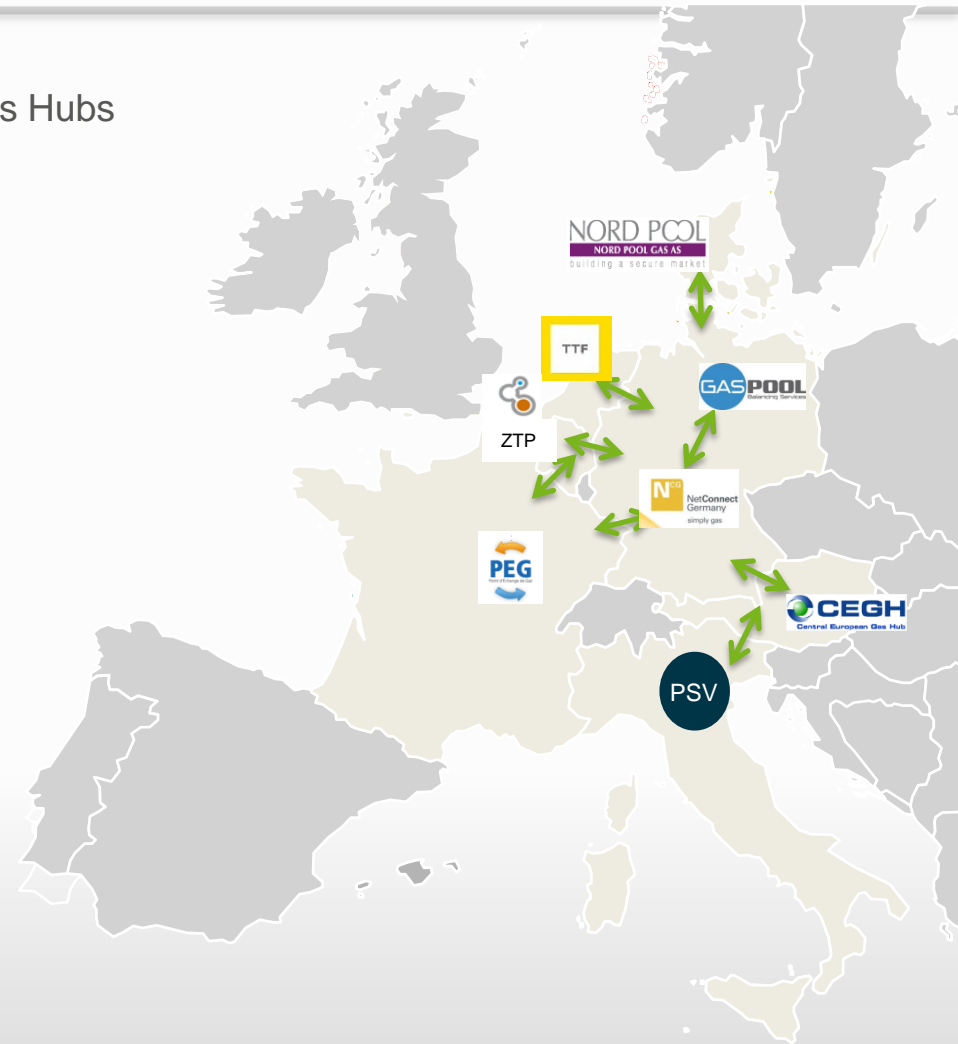 s Hubs
NORD POOL
NORD POOL GAS AS
building a secure market
TTF
GASPOOL
Balancing Services
ZTP
NCG
NetConnect
Germany
simply gas
PEG
CEGH
Central European Gas Hub
PSV